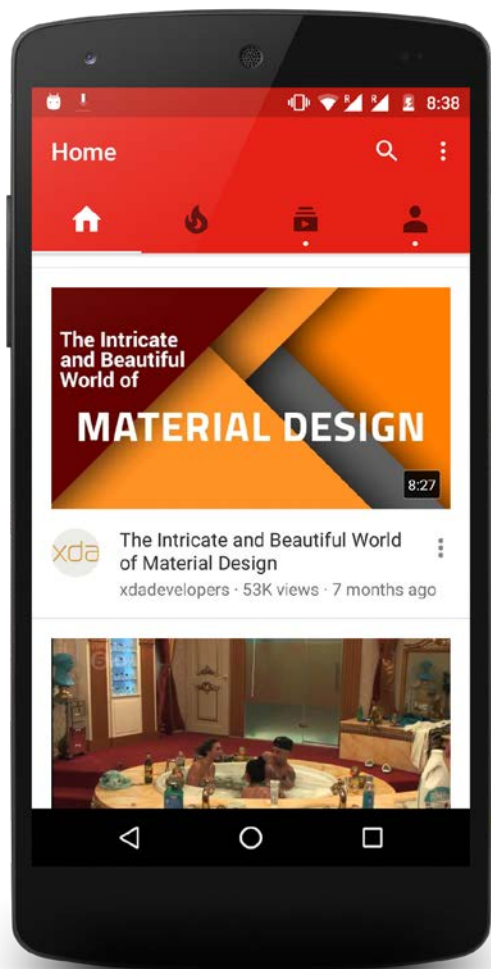 8:38
Home
The Intricate
and Beautiful
World of
MATERIAL DESIGN
8:27
xda
The Intricate and Beautiful World
of Material Design
xdadevelopers · 53K views · 7 months ago